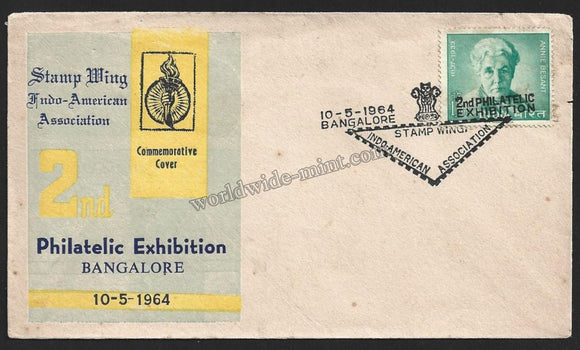 Stamp Wing
Indo-American
Association
Commemorative
Cover
2nd
Philatelic Exhibition
BANGALORE
10-5-1964
10-5-1964
BANGALORE
2nd PHILATELIC
EXHIBITION
STAMP WING,
INDO-AMERICAN ASSOCIATION
ANNIE BESANT
worldwide-mint.com